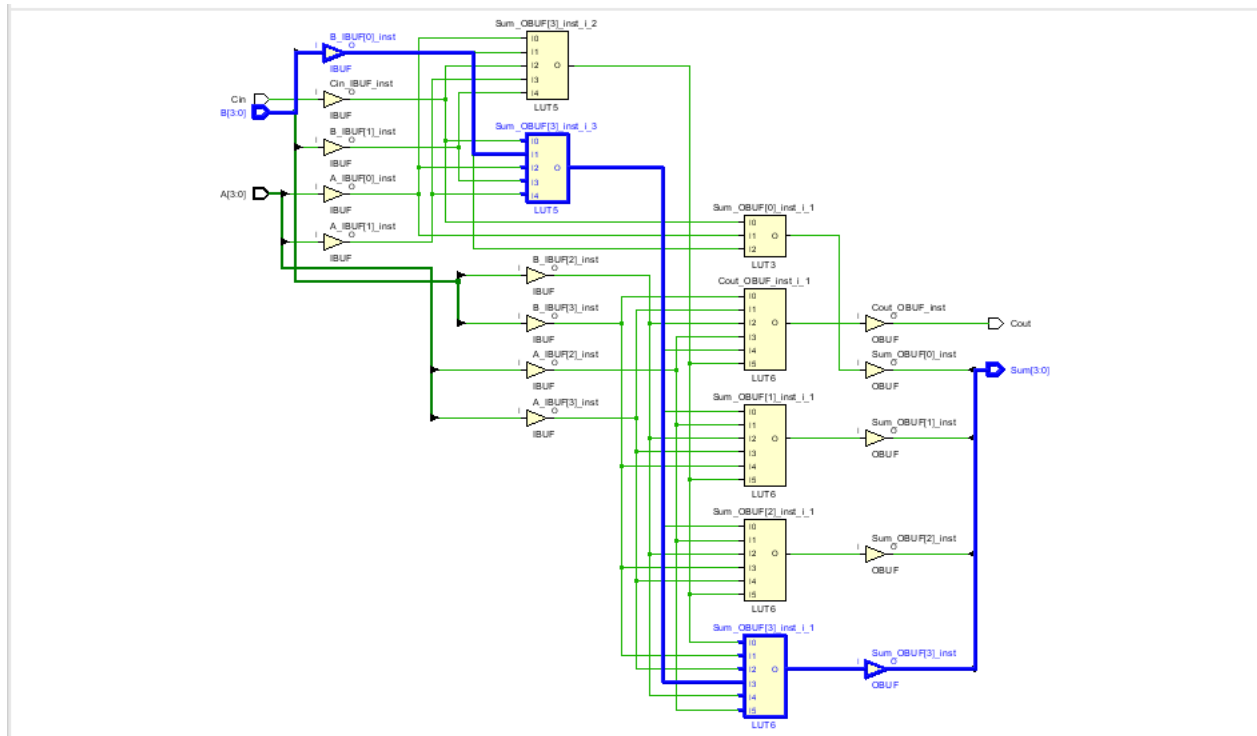 Sum_OBUF[3]_inst_i_2
B_IBUF[0]_inst
I O
IBUF
I0
I1
I2
I3
I4
O
LUT5
Cin_IBUF_inst
I O
IBUF
Cin
B[3:0]
Sum_OBUF[3]_inst_i_3
I0
I1
I2
I3
I4
O
LUT5
B_IBUF[1]_inst
I O
IBUF
A_IBUF[0]_inst
I O
IBUF
A[3:0]
A_IBUF[1]_inst
I O
IBUF
Sum_OBUF[0]_inst_i_1
I0
I1
I2
O
LUT3
B_IBUF[2]_inst
I O
IBUF
B_IBUF[3]_inst
I O
IBUF
A_IBUF[2]_inst
I O
IBUF
A_IBUF[3]_inst
I O
IBUF
Cout_OBUF_inst_i_1
I0
I1
I2
I3
I4
I5
O
LUT6
Cout_OBUF_inst
I O
OBUF
Cout
Sum_OBUF[0]_inst
I O
OBUF
Sum[3:0]
Sum_OBUF[1]_inst_i_1
I0
I1
I2
I3
I4
I5
O
LUT6
Sum_OBUF[1]_inst
I O
OBUF
Sum_OBUF[2]_inst_i_1
I0
I1
I2
I3
I4
I5
O
LUT6
Sum_OBUF[2]_inst
I O
OBUF
Sum_OBUF[3]_inst_i_1
I0
I1
I2
I3
I4
I5
O
LUT6
Sum_OBUF[3]_inst
I O
OBUF